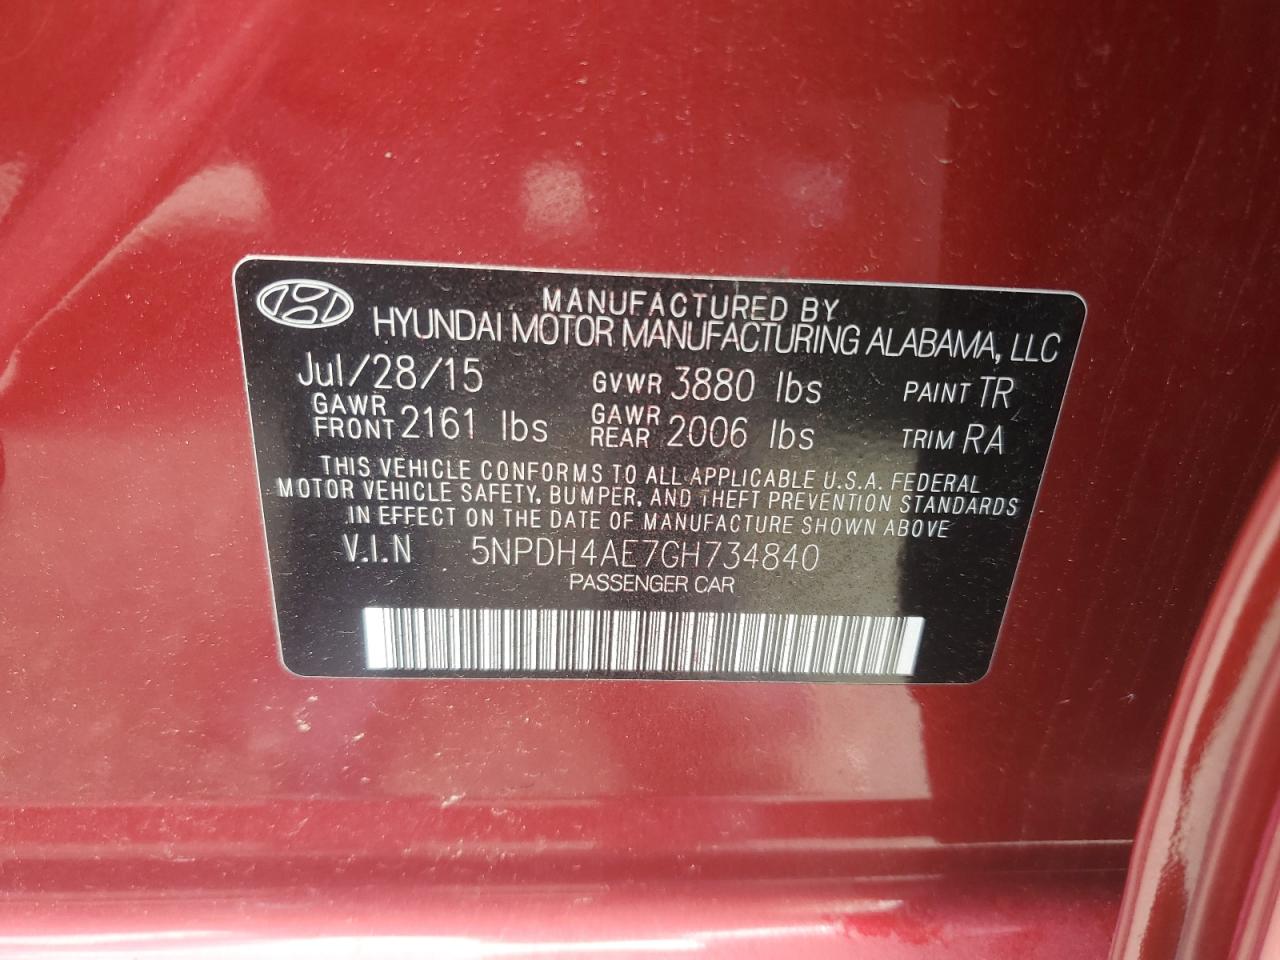 MANUFACTURED BY
HYUNDAI MOTOR MANUFACTURING ALABAMA, LLC
Jul/28/15 GVWR 3880 lbs PAINT TR
GAWR FRONT 2161 lbs GAWR REAR 2006 lbs TRIM RA
THIS VEHICLE CONFORMS TO ALL APPLICABLE U.S.A. FEDERAL
MOTOR VEHICLE SAFETY, BUMPER, AND THEFT PREVENTION STANDARDS
IN EFFECT ON THE DATE OF MANUFACTURE SHOWN ABOVE
V.I.N 5NPDH4AE7GH734840
PASSENGER CAR